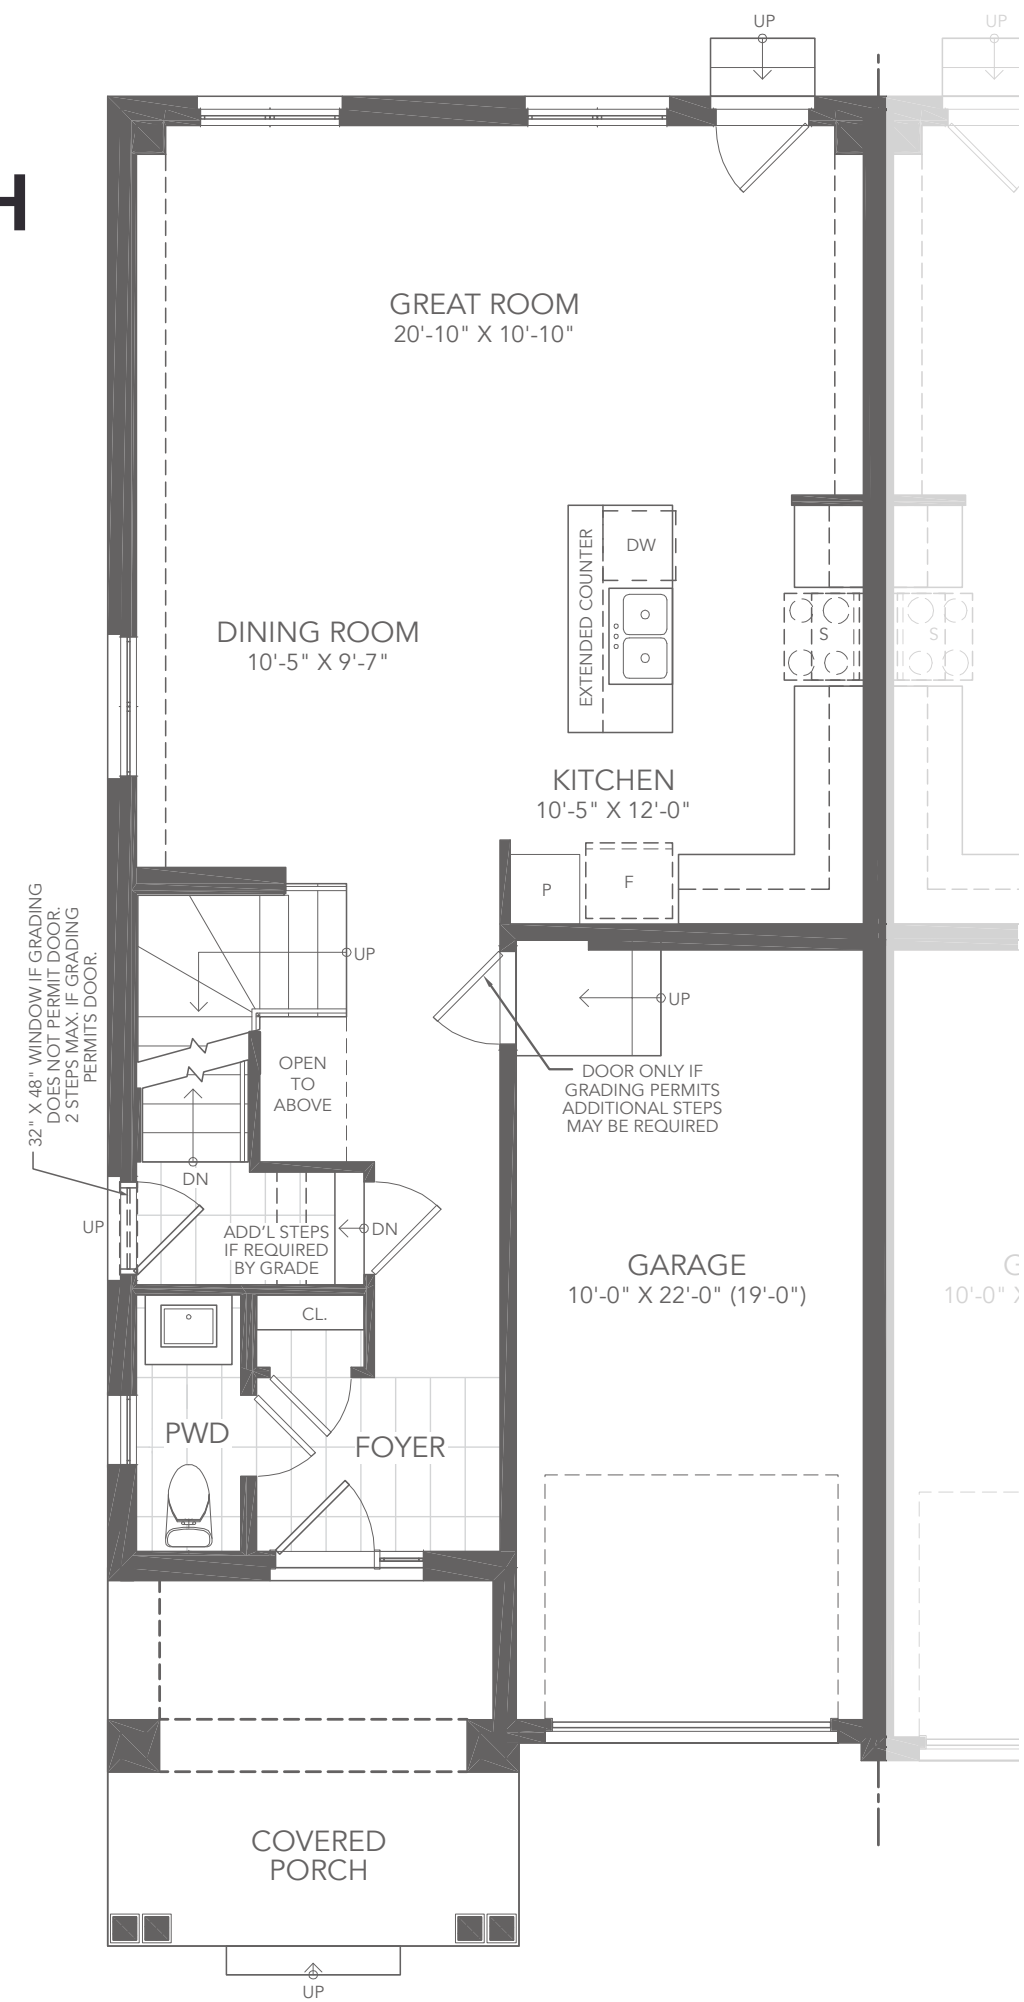 UP
UP
GREAT ROOM
20'-10" X 10'-10"
EXTENDED COUNTER
DW
S
S
DINING ROOM
10'-5" X 9'-7"
KITCHEN
10'-5" X 12'-0"
P
F
32" X 48" WINDOW IF GRADING
DOES NOT PERMIT DOOR.
2 STEPS MAX. IF GRADING
PERMITS DOOR.
UP
UP
OPEN
TO
ABOVE
DOOR ONLY IF
GRADING PERMITS
ADDITIONAL STEPS
MAY BE REQUIRED
DN
UP
ADD'L STEPS
IF REQUIRED
BY GRADE
DN
GARAGE
10'-0" X 22'-0" (19'-0")
G
10'-0" X
CL.
PWD
FOYER
COVERED
PORCH
UP